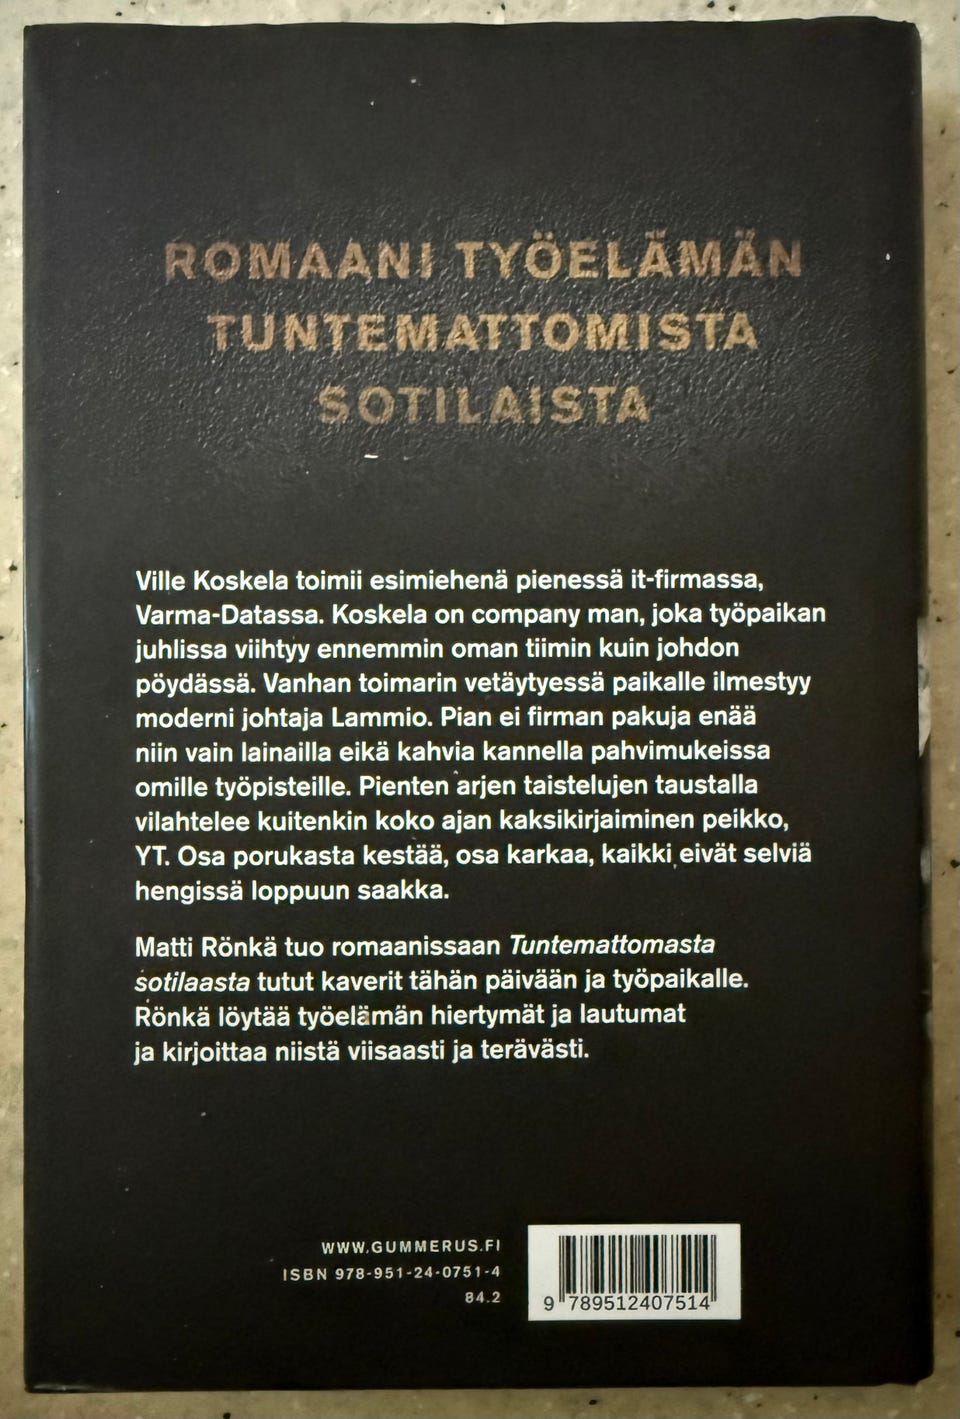 ROMAANI TYÖELÄMÄN
TUNTEMATTOMISTA
SOTILAISTA
Ville Koskela toimii esimiehenä pienessä it-firmassa,
Varma-Datassa. Koskela on company man, joka työpaikan
juhlissa viihtyy ennemmin oman tiimin kuin johdon
pöydässä. Vanhan toimarin vetäytyessä paikalle ilmestyy
moderni johtaja Lammio. Pian ei firman pakuja enää
niin vain lainailla eikä kahvia kannella pahvimukeissa
omille työpisteille. Pienten arjen taistelujen taustalla
vilahtelee kuitenkin koko ajan kaksikirjaiminen peikko,
YT. Osa porukasta kestää, osa karkaa, kaikki eivät selviä
hengissä loppuun saakka.
Matti Rönkä tuo romaanissaan Tuntemattomasta
sotilaasta tutut kaverit tähän päivään ja työpaikalle.
Rönkä löytää työelämän hiertymät ja lautumat
ja kirjoittaa niistä viisaasti ja terävästi.
WWW.GUMMERUS.FI
ISBN 978-951-24-0751-4
84.2
9 789512407514